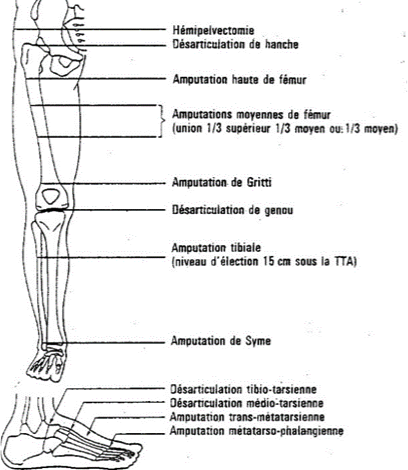 Hémipelvectomie
Désarticulation de hanche
Amputation haute de fémur
Amputations moyennes de fémur
(union 1/3 supérieur 1/3 moyen ou 1/3 moyen)
Amputation de Gritti
Désarticulation de genou
Amputation tibiale
(niveau d'élection 15 cm sous la TTA)
Amputation de Syme
Désarticulation tibio-tarsienne
Désarticulation médio-tarsienne
Amputation trans-métatarsienne
Amputation métatarso-phalangienne